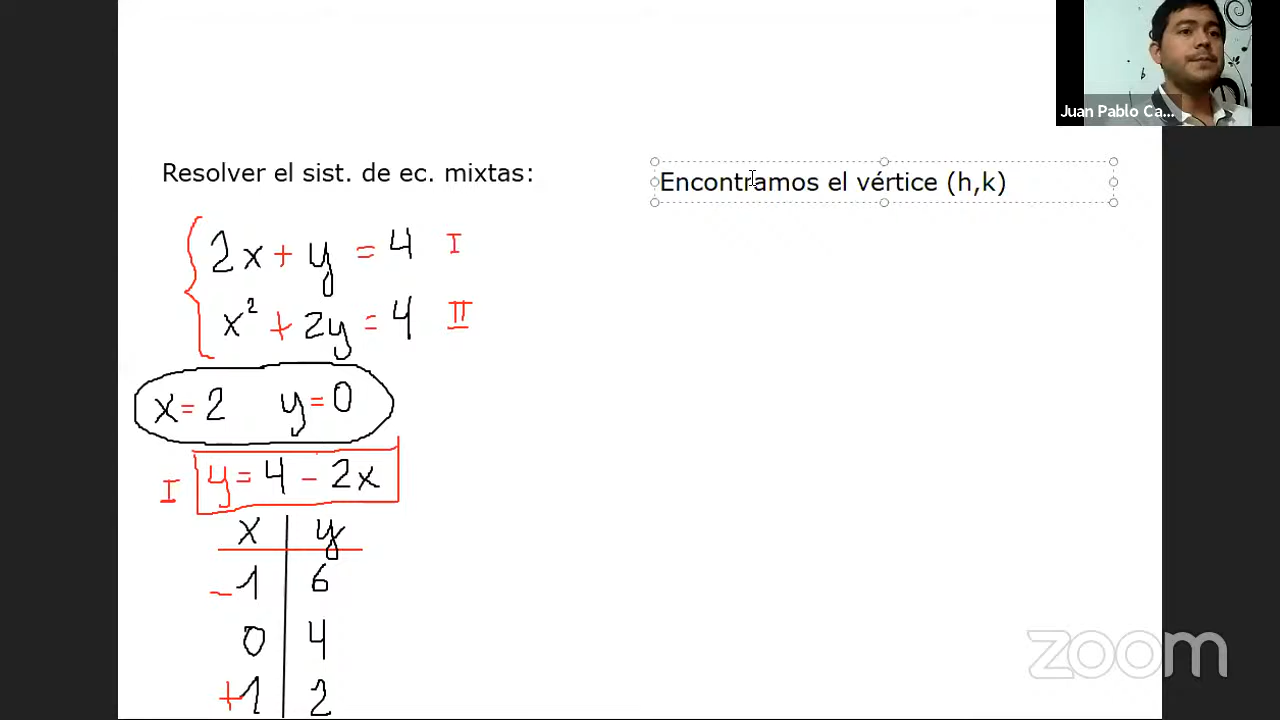 Juan Pablo Ca...
Resolver el sist. de ec. mixtas:
2x + y = 4 I
x² + 2y = 4 II
x = 2 y = 0
I y = 4 - 2x
x y
-1 6
0 4
+1 2
Encontramos el vértice (h,k)
zoom